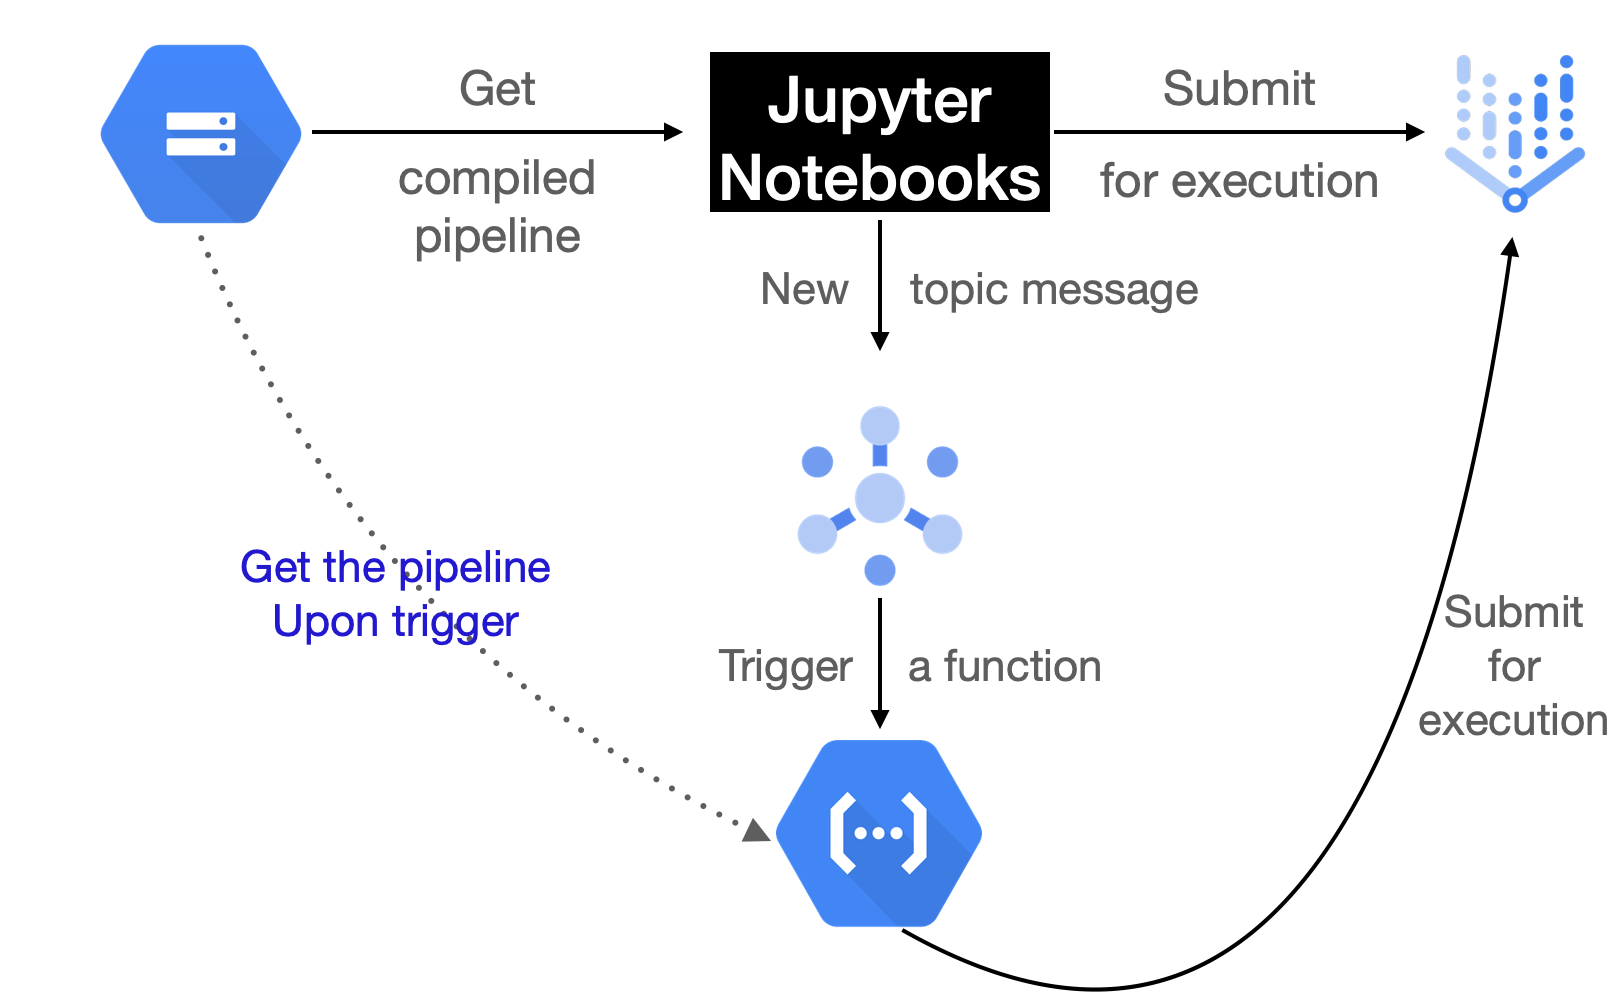 Get
compiled
pipeline
Jupyter
Notebooks
Submit
for execution
New topic message
Get the pipeline
Upon trigger
Trigger a function
Submit
for
execution